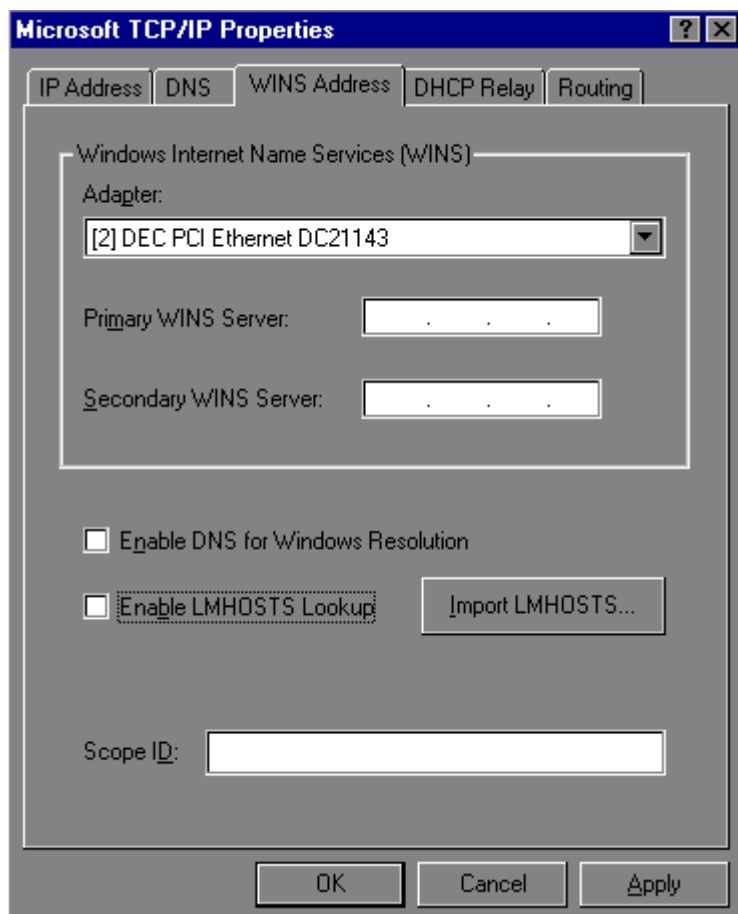 Microsoft TCP/IP Properties
IP Address DNS WINS Address DHCP Relay Routing
Windows Internet Name Services (WINS)
Adapter:
[2] DEC PCI Ethernet DC21143
Primary WINS Server: . . .
Secondary WINS Server: . . .
Enable DNS for Windows Resolution
Enable LMHOSTS Lookup Import LMHOSTS...
Scope ID:
OK Cancel Apply